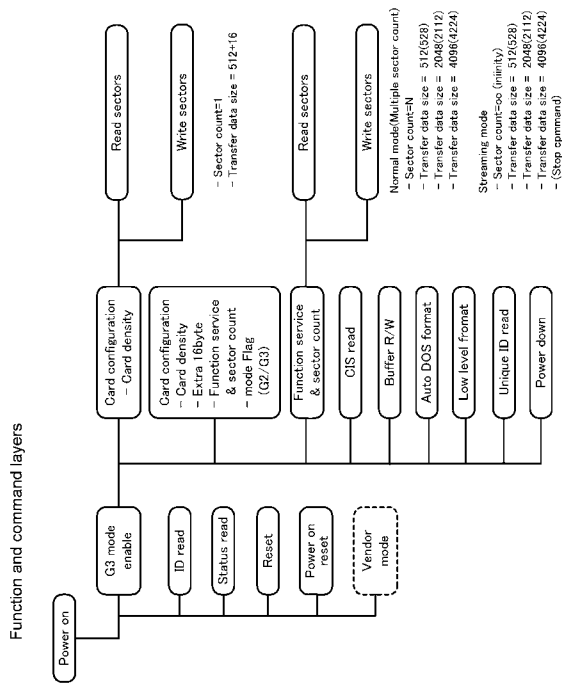 Function and command layers
Power on
G3 mode
enable
ID read
Status read
Reset
Power on
reset
Vendor
mode
Card configuration
- Card density
Card configuration
- Card density
- Extra 16byte
- Function service
& sector count
- mode Flag
(G2/G3)
Function service
& sector count
CIS read
Buffer R/W
Auto DOS format
Low level fromat
Unique ID read
Power down
Read sectors
Write sectors
- Sector count=1
- Transfer data size = 512+16
Read sectors
Write sectors
Normal mode(Multiple sector count)
- Sector count=N
- Transfer data size = 512(528)
- Transfer data size = 2048(2112)
- Transfer data size = 4096(4224)
Streaming mode
- Sector count=∞ (iniinity)
- Transfer data size = 512(528)
- Transfer data size = 2048(2112)
- Transfer data size = 4096(4224)
- (Stop cpmmand)